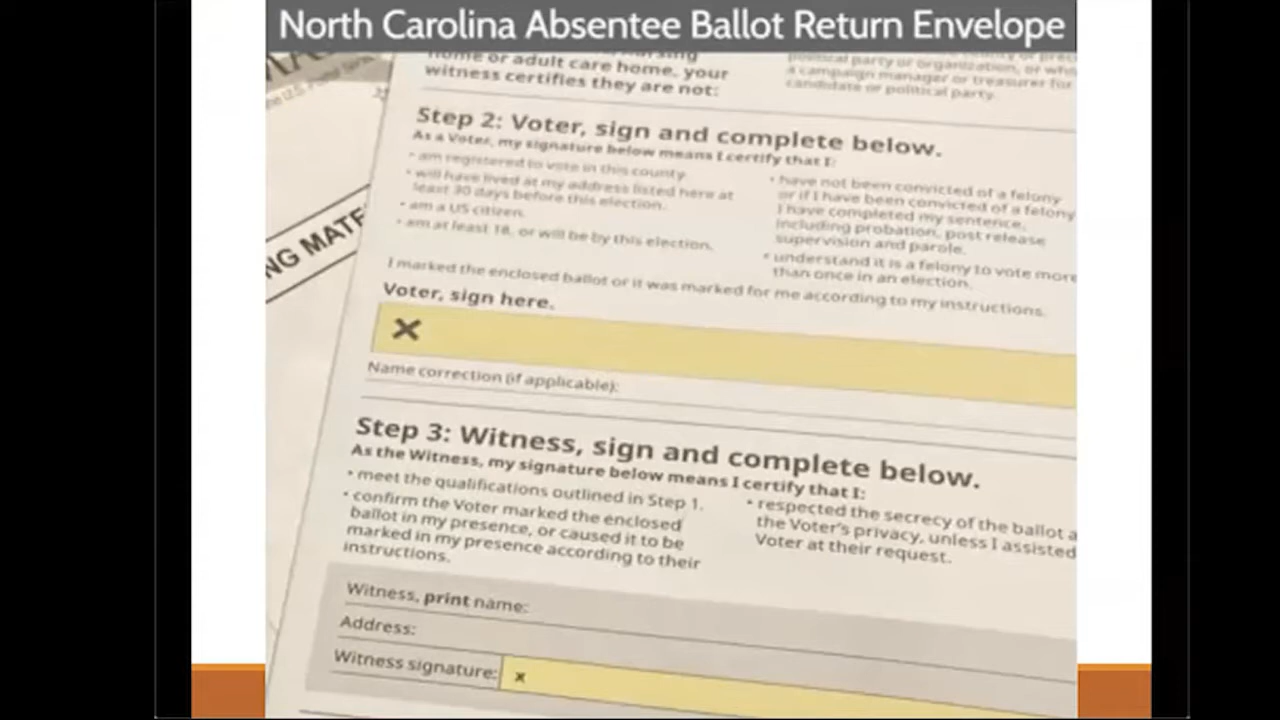 North Carolina Absentee Ballot Return Envelope
home or adult care home, your
witness certifies they are not:
political party or organization, or
a campaign manager or treasurer for
candidate or political party.
Step 2: Voter, sign and complete below.
As a Voter, my signature below means I certify that I:
• am registered to vote in this county.
• will have lived at my address listed here at
least 30 days before this election.
• am a US citizen.
• am at least 18, or will be by this election.
• have not been convicted of a felony
or if I have been convicted of a felony
I have completed my sentence,
including probation, post release
supervision and parole.
• understand it is a felony to vote more
than once in an election.
I marked the enclosed ballot or it was marked for me according to my instructions.
Voter, sign here.
X
Name correction (if applicable):
Step 3: Witness, sign and complete below.
As the Witness, my signature below means I certify that I:
• meet the qualifications outlined in Step 1.
• confirm the Voter marked the enclosed
ballot in my presence, or caused it to be
marked in my presence according to their
instructions.
• respected the secrecy of the ballot a
the Voter's privacy, unless I assisted
Voter at their request.
Witness, print name:
Address:
Witness signature:
x
NG MATE